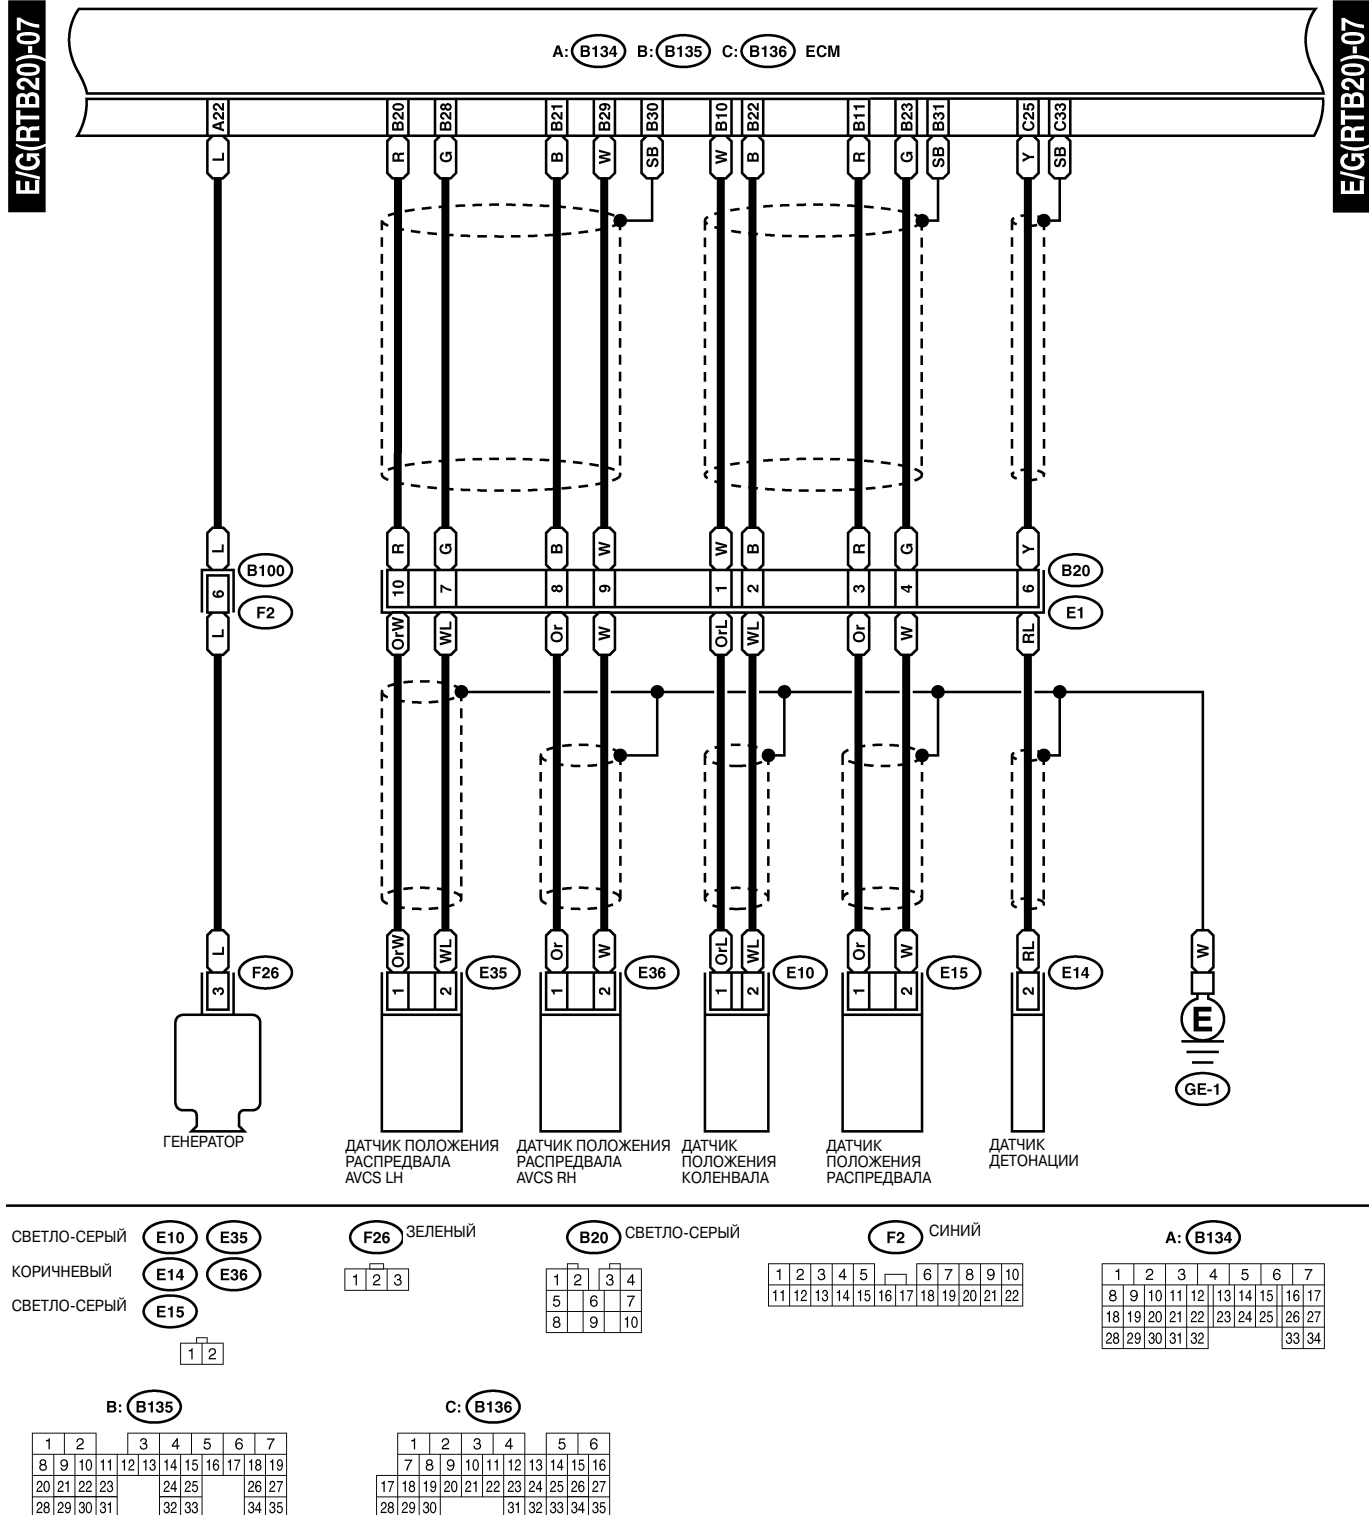 E/G(RTB20)-07
E/G(RTB20)-07
A: B134 B: B135 C: B136 ECM
A22 B20 B28 B21 B29 B30 B10 B22 B11 B23 B31 C25 C33
L R G B W SB W B R G SB Y SB
L R G B W W B R G Y
B100 B20
6 10 7 8 9 1 2 3 4 6
F2 E1
L OrW WL Or W OrL WL Or W RL
L OrW WL Or W OrL WL Or W RL W
F26 E35 E36 E10 E15 E14
3 1 2 1 2 1 2 1 2 2
E
GE-1
ГЕНЕРАТОР
ДАТЧИК ПОЛОЖЕНИЯ
РАСПРЕДВАЛА
AVCS LH
ДАТЧИК ПОЛОЖЕНИЯ
РАСПРЕДВАЛА
AVCS RH
ДАТЧИК
ПОЛОЖЕНИЯ
КОЛЕНВАЛА
ДАТЧИК
ПОЛОЖЕНИЯ
РАСПРЕДВАЛА
ДАТЧИК
ДЕТОНАЦИИ
СВЕТЛО-СЕРЫЙ E10 E35
КОРИЧНЕВЫЙ E14 E36
СВЕТЛО-СЕРЫЙ E15
1 2
F26 ЗЕЛЕНЫЙ
1 2 3
B20 СВЕТЛО-СЕРЫЙ
1 2 3 4
5 6 7
8 9 10
F2 СИНИЙ
1 2 3 4 5 6 7 8 9 10
11 12 13 14 15 16 17 18 19 20 21 22
A: B134
1 2 3 4 5 6 7
8 9 10 11 12 13 14 15 16 17
18 19 20 21 22 23 24 25 26 27
28 29 30 31 32 33 34
B: B135
1 2 3 4 5 6 7
8 9 10 11 12 13 14 15 16 17 18 19
20 21 22 23 24 25 26 27
28 29 30 31 32 33 34 35
C: B136
1 2 3 4 5 6
7 8 9 10 11 12 13 14 15 16
17 18 19 20 21 22 23 24 25 26 27
28 29 30 31 32 33 34 35